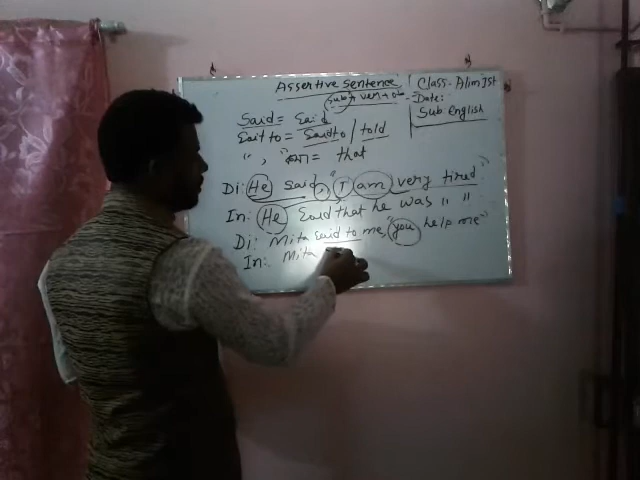 Assertive Sentence
Class- Alim 1st
Sub + verb + obj
Date:
Sub English
Said = Said
Said to = Said to / told
" , " = that
Di: He said, "I am very tired."
In: He Said that he was " "
Di: Mita said to me, "you help me"
In: Mita